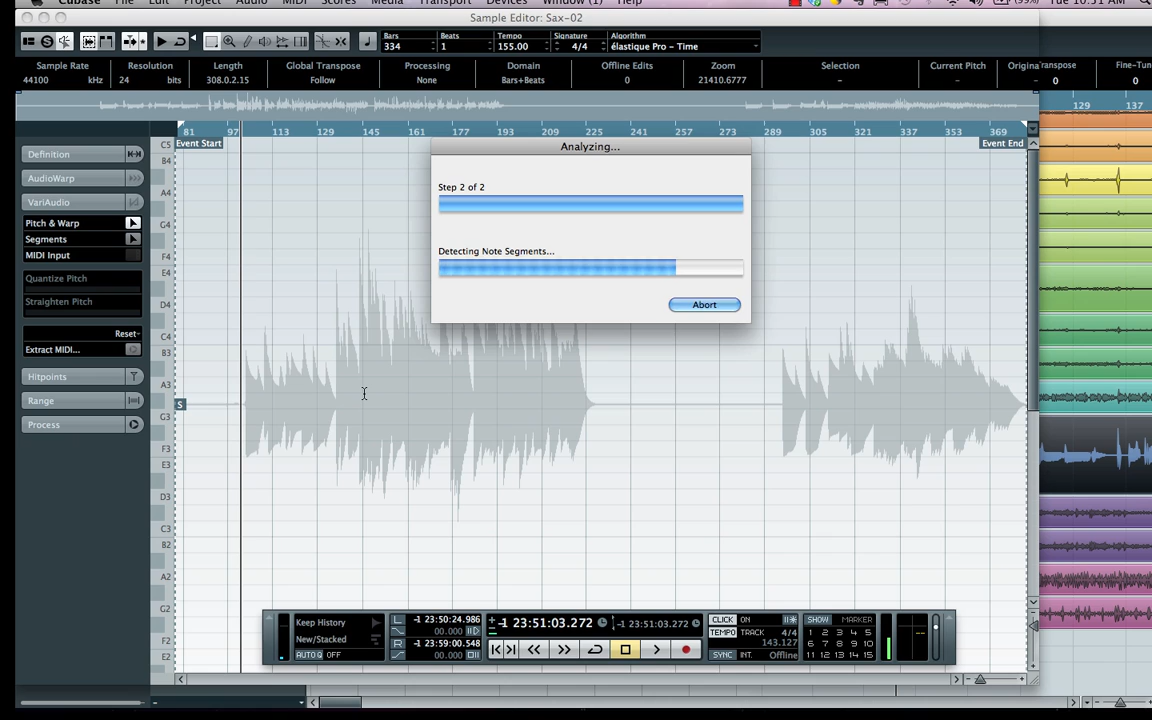 Cubase File Edit Project Audio MIDI Scores Media Transport Devices Window (1) Help (99%) Tue 10:31 AM
Sample Editor: Sax-02
Bars Beats Tempo Signature Algorithm
334 1 155.00 4/4 élastique Pro - Time
Sample Rate Resolution Length Global Transpose Processing Domain Offline Edits Zoom Selection Current Pitch Origina Transpose Fine-Tun
44100 kHz 24 bits 308.0.2.15 Follow None Bars+Beats 0 21410.6777 - - - 0 0
129 137
81 97 113 129 145 161 177 193 209 225 241 257 273 289 305 321 337 353 369
Event Start
Event End
Analyzing...
Step 2 of 2
Detecting Note Segments...
Abort
Definition
AudioWarp
VariAudio
Pitch & Warp
Segments
MIDI Input
Quantize Pitch
Straighten Pitch
Reset
Extract MIDI...
Hitpoints
Range
Process
C5
B4
A4
G4
F4
E4
D4
C4
B3
A3
S
G3
F3
E3
D3
C3
B2
A2
G2
F2
E2
Keep History L -1 23:50:24.986 -1 23:51:03.272 -1 23:51:03.272 CLICK ON SHOW MARKER
00.000
New/Stacked R -1 23:59:00.548 TEMPO TRACK 4/4 1 2 3 4 5
143.127 6 7 8 9 10
AUTO Q OFF 00.000 SYNC INT. Offline 11 12 13 14 15